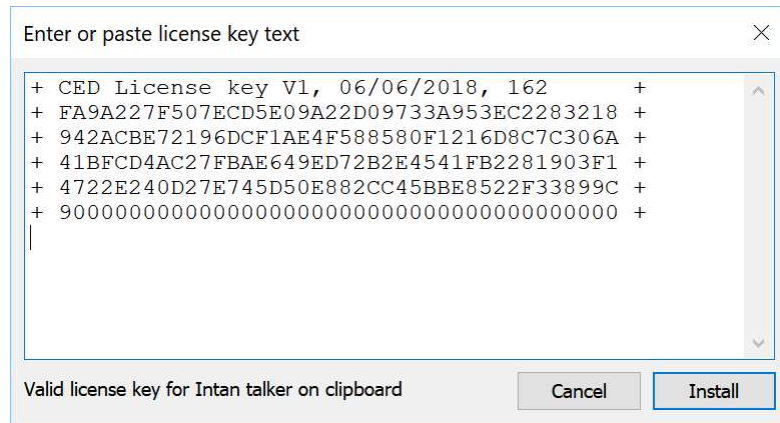 Enter or paste license key text
+ CED License key V1, 06/06/2018, 162 +
+ FA9A227F507ECD5E09A22D09733A953EC2283218 +
+ 942ACBE72196DCF1AE4F588580F1216D8C7C306A +
+ 41BFCD4AC27FBAE649ED72B2E4541FB2281903F1 +
+ 4722E240D27E745D50E882CC45BBE8522F33899C +
+ 9000000000000000000000000000000000000000 +
Valid license key for Intan talker on clipboard
Cancel
Install